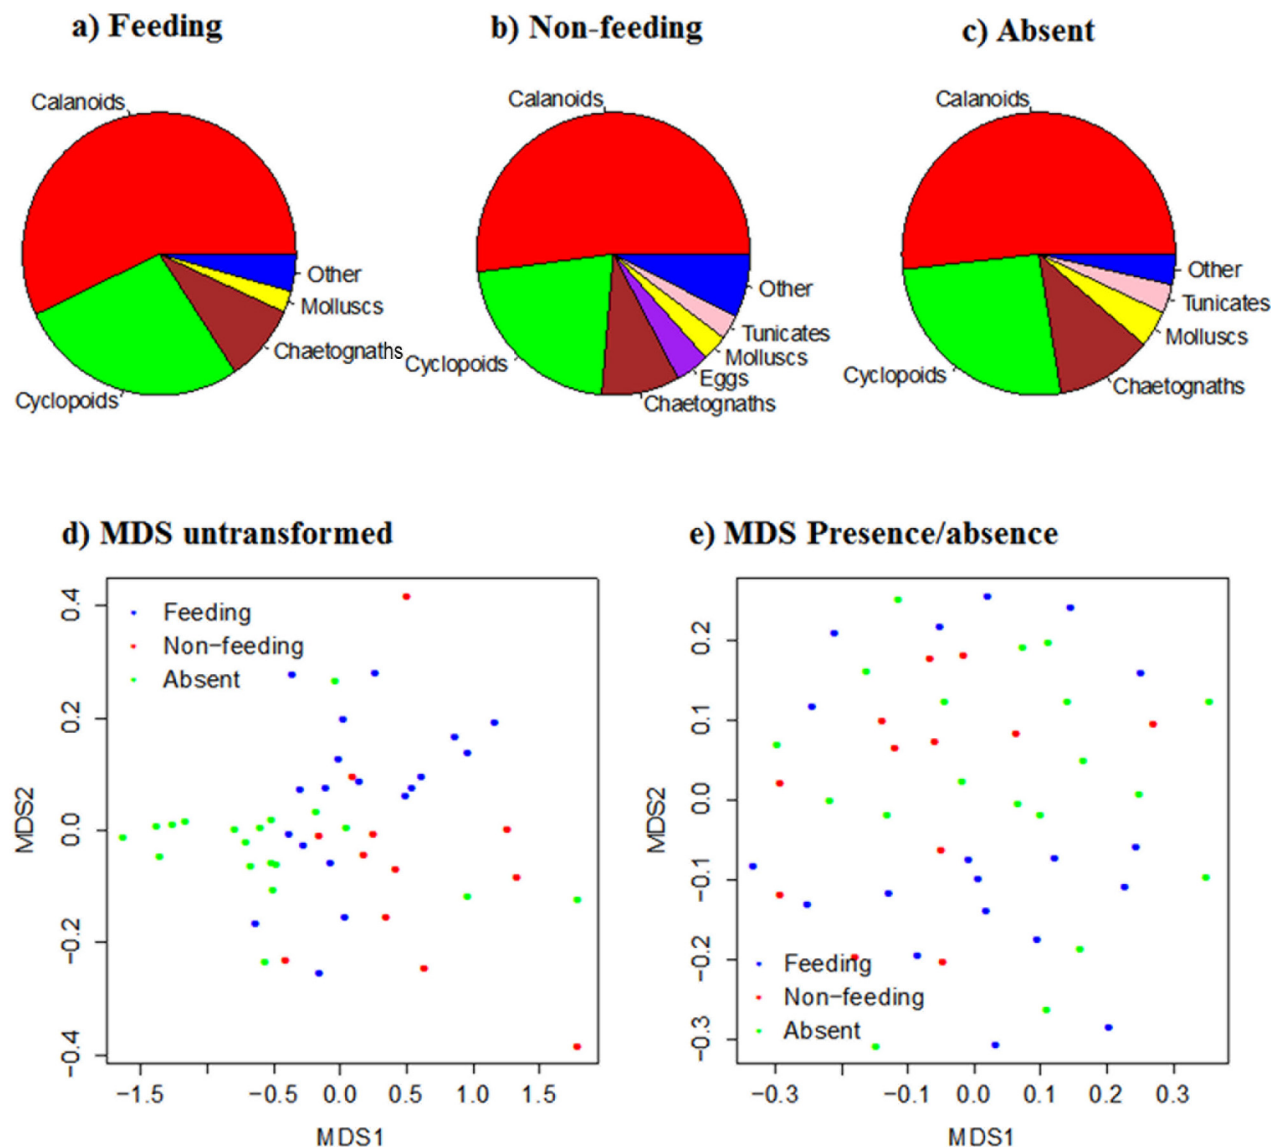 a) Feeding
b) Non-feeding
c) Absent
Calanoids
Other
Molluscs
Chaetognaths
Cyclopoids
Calanoids
Other
Tunicates
Molluscs
Eggs
Chaetognaths
Cyclopoids
Calanoids
Other
Tunicates
Molluscs
Chaetognaths
Cyclopoids
d) MDS untransformed
e) MDS Presence/absence
Feeding
Non−feeding
Absent
0.4
0.2
0.0
−0.2
−0.4
MDS2
−1.5
−0.5
0.0
0.5
1.0
1.5
MDS1
0.2
0.1
0.0
−0.1
−0.2
−0.3
MDS2
Feeding
Non−feeding
Absent
−0.3
−0.1
0.0
0.1
0.2
0.3
MDS1